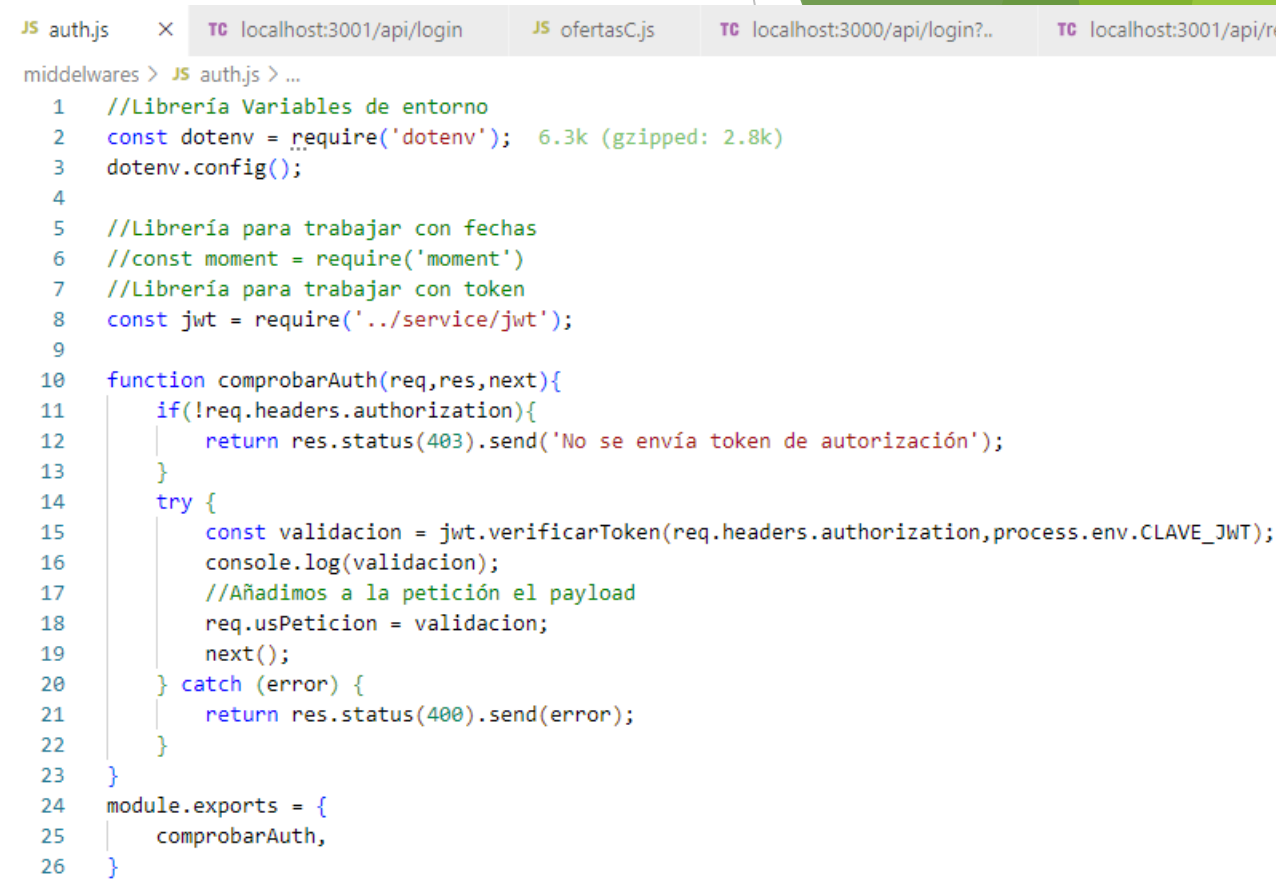 JS auth.js × TC localhost:3001/api/login JS ofertasC.js TC localhost:3000/api/login?.. TC localhost:3001/api/re
middelwares > JS auth.js > ...
1 //Librería Variables de entorno
2 const dotenv = require('dotenv'); 6.3k (gzipped: 2.8k)
3 dotenv.config();
4
5 //Librería para trabajar con fechas
6 //const moment = require('moment')
7 //Librería para trabajar con token
8 const jwt = require('../service/jwt');
9
10 function comprobarAuth(req,res,next){
11 if(!req.headers.authorization){
12 return res.status(403).send('No se envía token de autorización');
13 }
14 try {
15 const validacion = jwt.verificarToken(req.headers.authorization,process.env.CLAVE_JWT);
16 console.log(validacion);
17 //Añadimos a la petición el payload
18 req.usPeticion = validacion;
19 next();
20 } catch (error) {
21 return res.status(400).send(error);
22 }
23 }
24 module.exports = {
25 comprobarAuth,
26 }